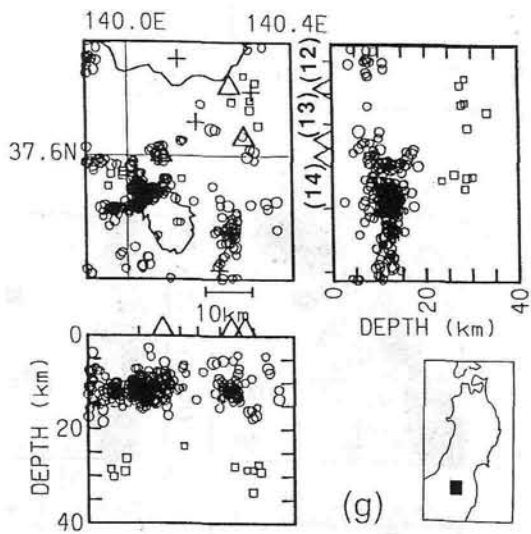 140.0E 140.4E
37.6N
(14) (13) (12)
10km
0 20 40
DEPTH (km)
0
20
40
DEPTH (km)
(g)